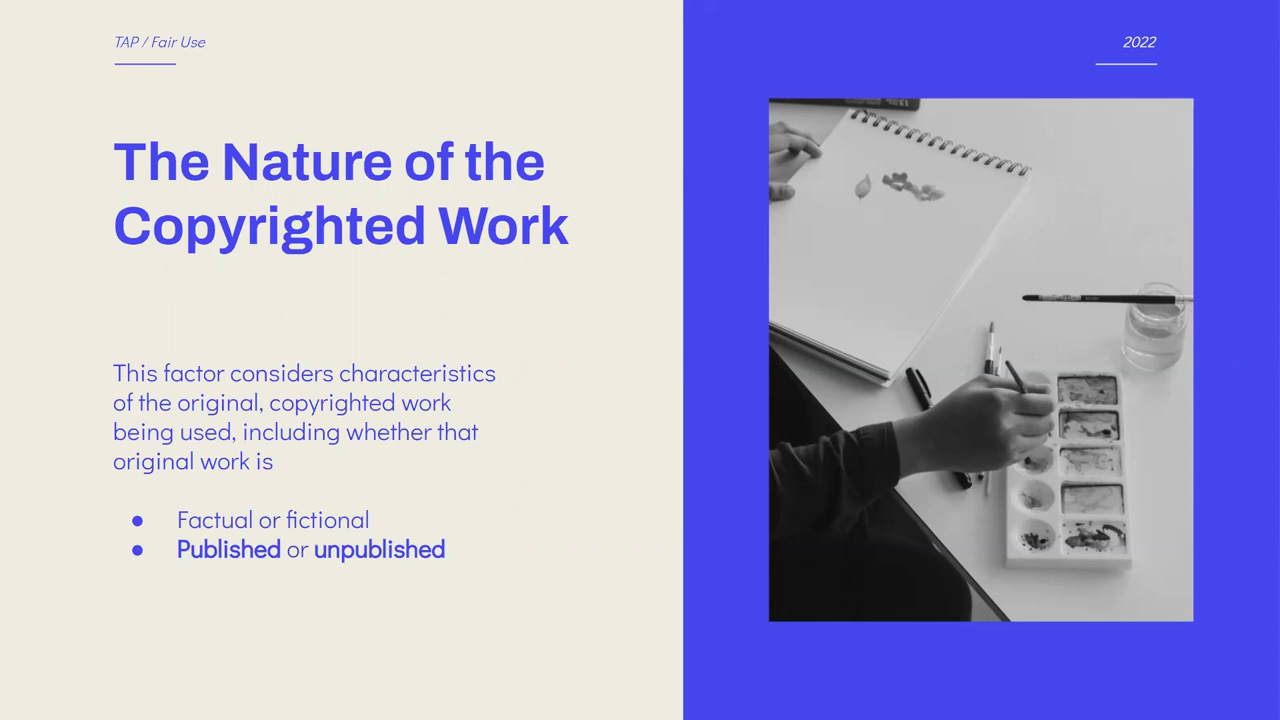 TAP / Fair Use
2022
The Nature of the
Copyrighted Work
This factor considers characteristics
of the original, copyrighted work
being used, including whether that
original work is
● Factual or fictional
● Published or unpublished